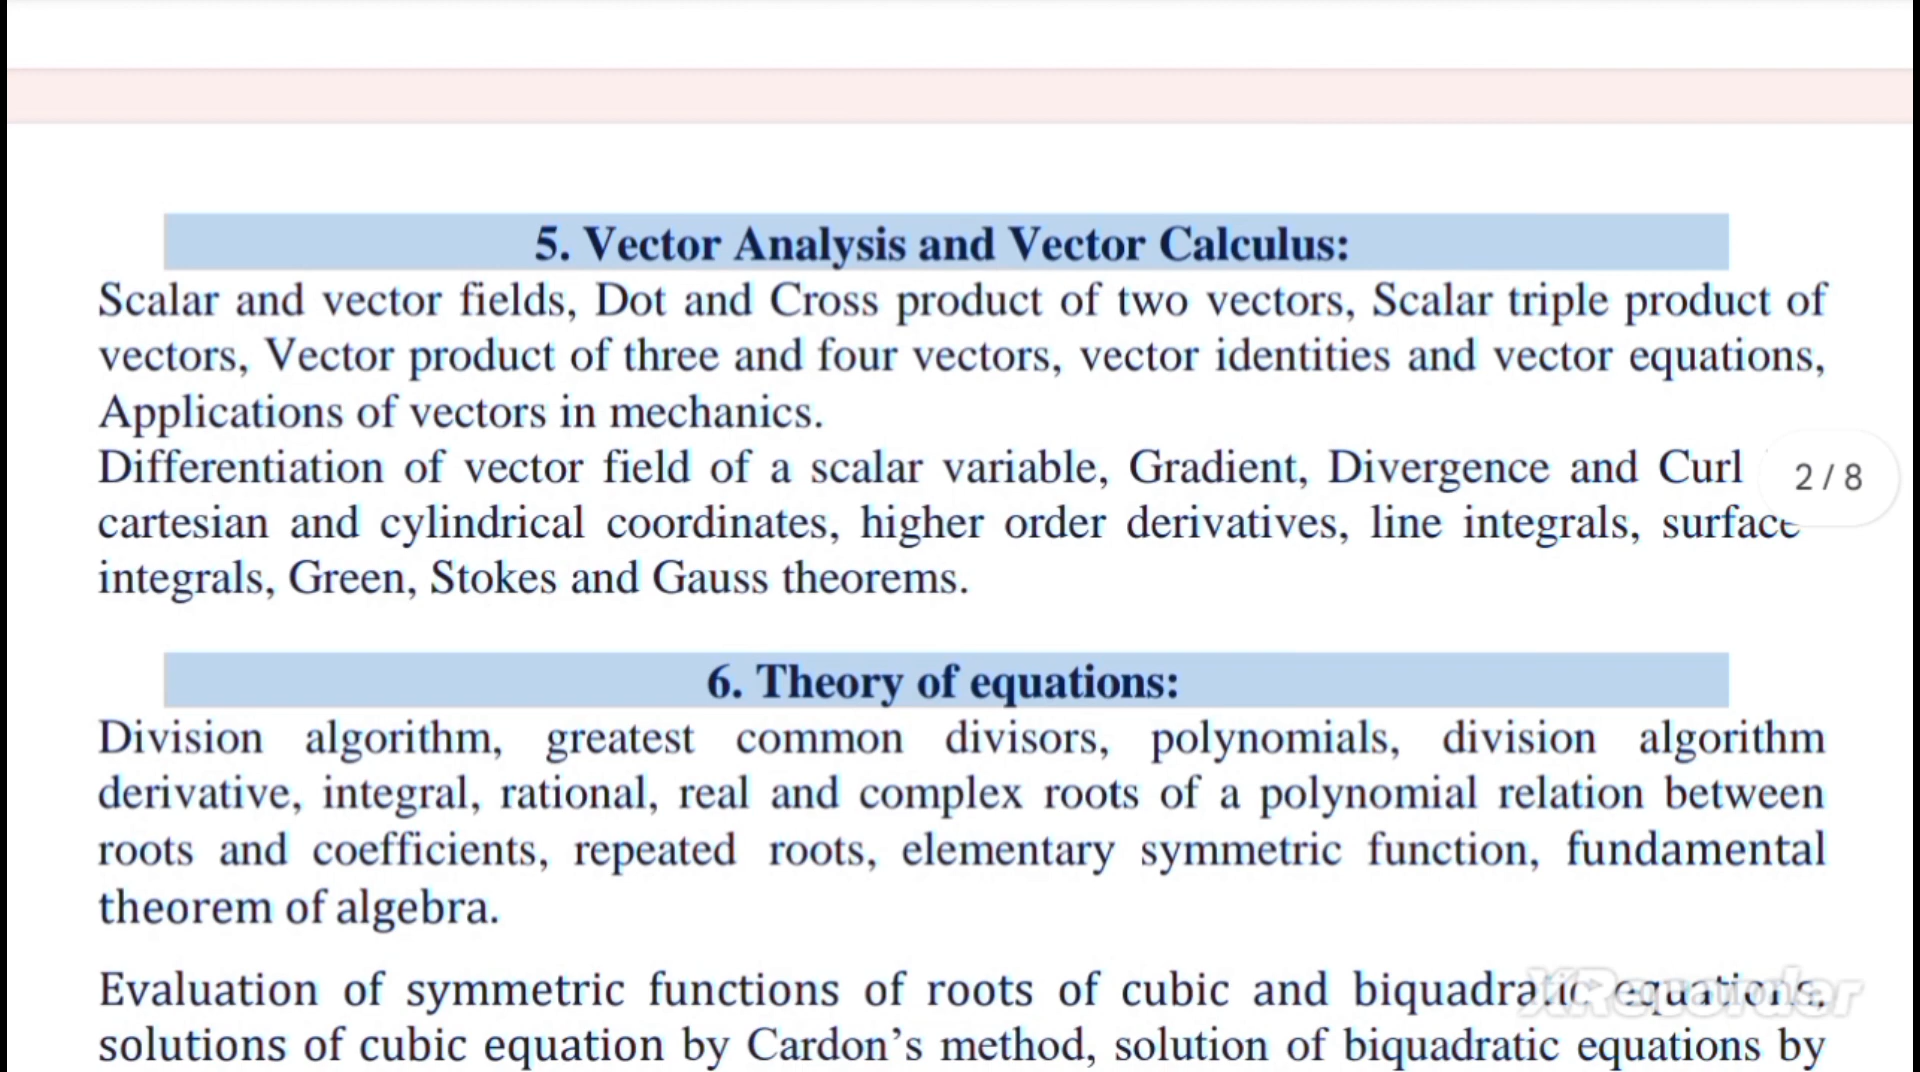 5. Vector Analysis and Vector Calculus:
Scalar and vector fields, Dot and Cross product of two vectors, Scalar triple product of
vectors, Vector product of three and four vectors, vector identities and vector equations,
Applications of vectors in mechanics.
Differentiation of vector field of a scalar variable, Gradient, Divergence and Curl
2 / 8
cartesian and cylindrical coordinates, higher order derivatives, line integrals, surface
integrals, Green, Stokes and Gauss theorems.
6. Theory of equations:
Division algorithm, greatest common divisors, polynomials, division algorithm
derivative, integral, rational, real and complex roots of a polynomial relation between
roots and coefficients, repeated roots, elementary symmetric function, fundamental
theorem of algebra.
Evaluation of symmetric functions of roots of cubic and biquadratic equations,
XRecorder
solutions of cubic equation by Cardon’s method, solution of biquadratic equations by